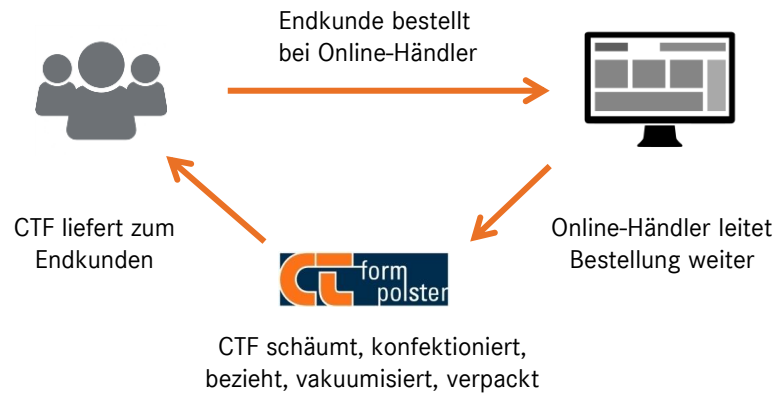 Endkunde bestellt
bei Online-Händler
CTF liefert zum
Endkunden
Online-Händler leitet
Bestellung weiter
CT form
polster
CTF schäumt, konfektioniert,
bezieht, vakuumisiert, verpackt